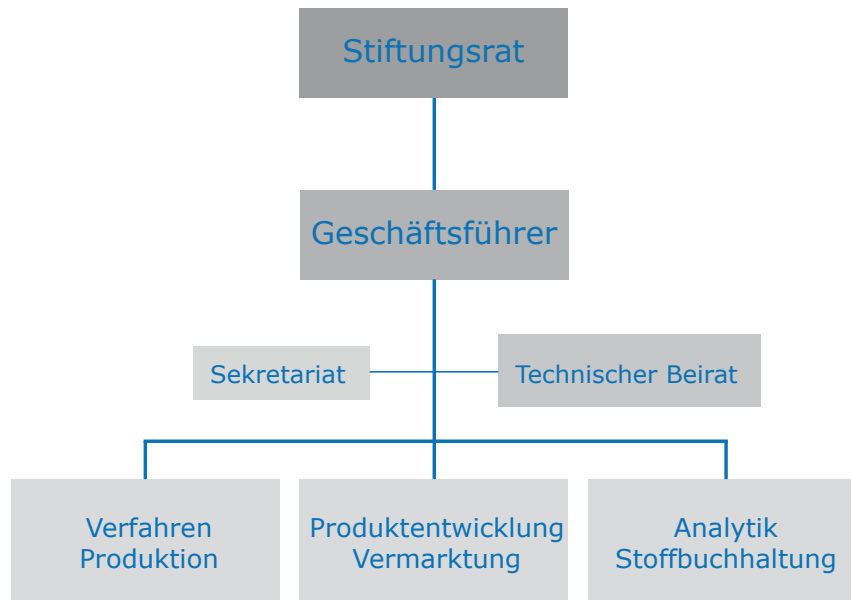 Stiftungsrat
Geschäftsführer
Sekretariat
Technischer Beirat
Verfahren
Produktion
Produktentwicklung
Vermarktung
Analytik
Stoffbuchhaltung